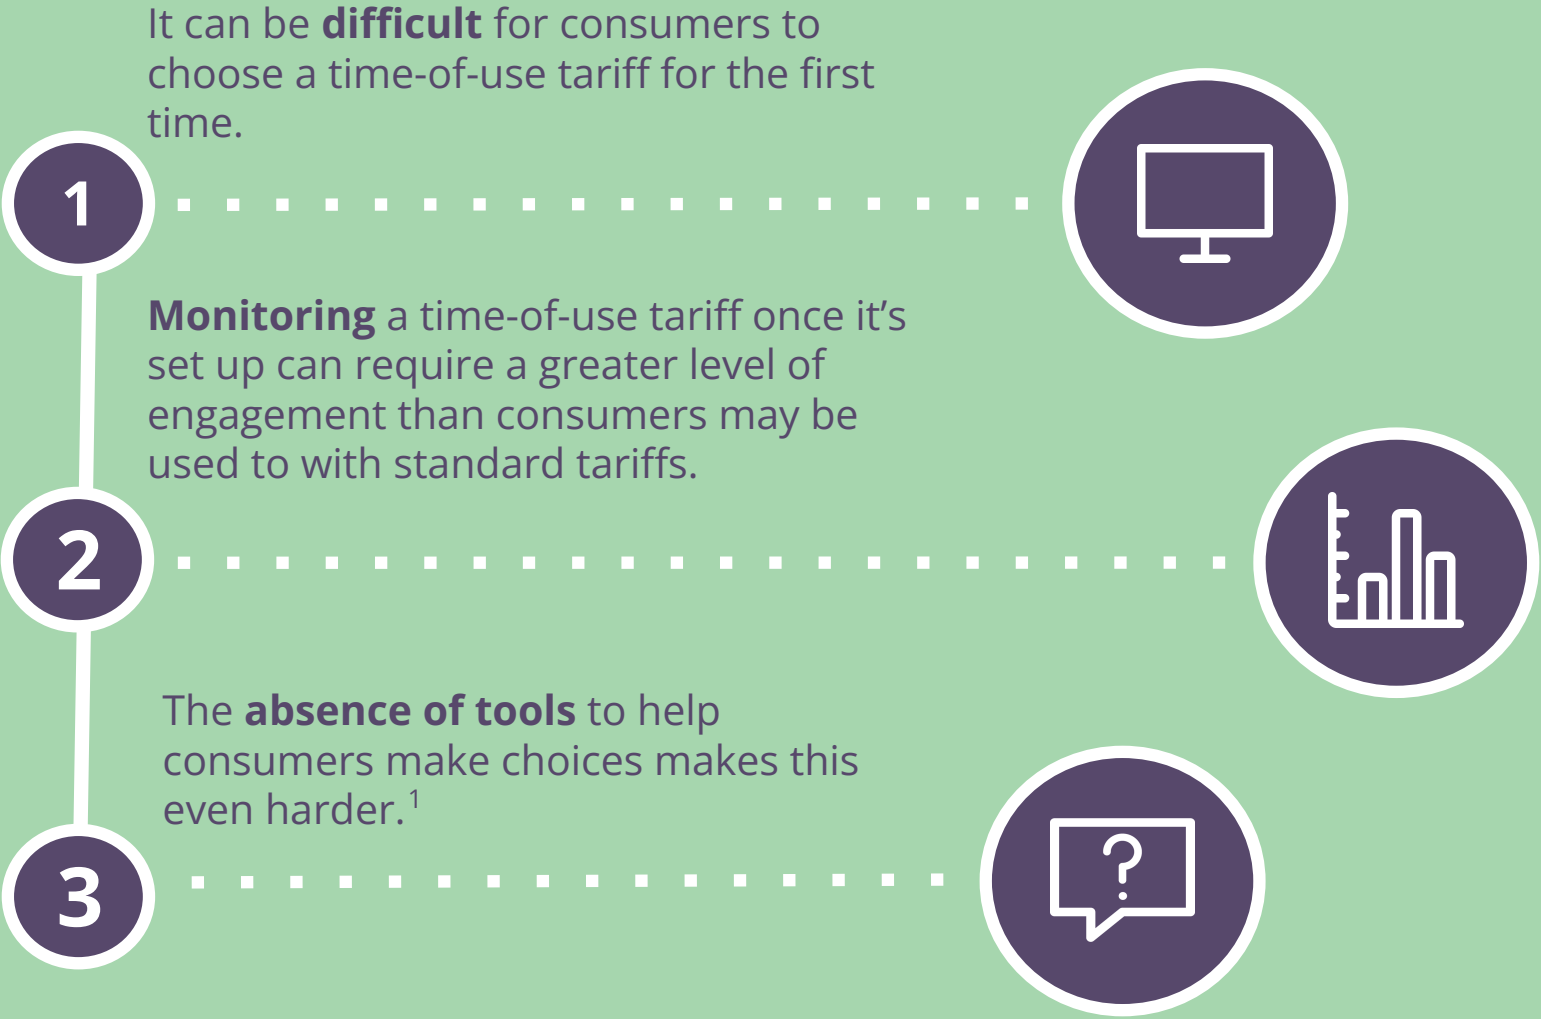 It can be difficult for consumers to
choose a time-of-use tariff for the first
time.
1
Monitoring a time-of-use tariff once it’s
set up can require a greater level of
engagement than consumers may be
used to with standard tariffs.
2
The absence of tools to help
consumers make choices makes this
even harder. 1
3
?